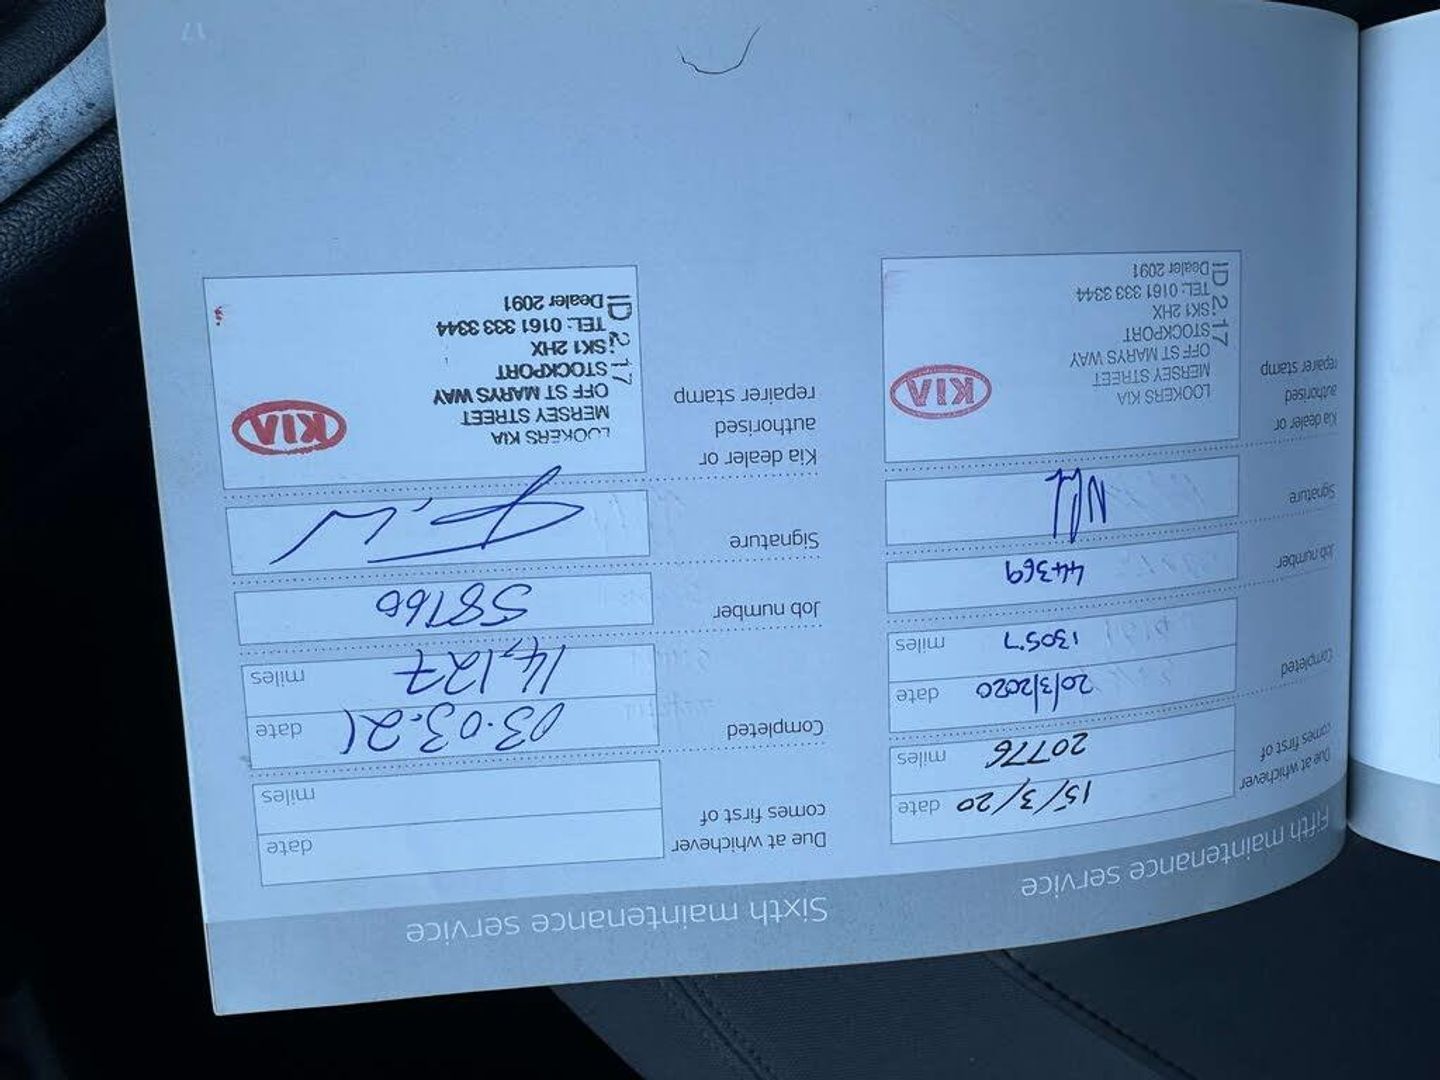 Fifth maintenance service
Due at whichever
comes first of
15/3/20 date
20776 miles
Completed
20/3/2020 date
13057 miles
Job number
44369
Signature
Kia dealer or
authorised
repairer stamp
LOOKERS KIA
MERSEY STREET
OFF ST MARYS WAY
STOCKPORT
SK1 2HX
TEL: 0161 333 3344
Dealer 2091
ID 2.17
KIA
Sixth maintenance service
Due at whichever
comes first of
date
miles
Completed
03.03.21 date
14,127 miles
Job number
58160
Signature
Kia dealer or
authorised
repairer stamp
LOOKERS KIA
MERSEY STREET
OFF ST MARYS WAY
STOCKPORT
SK1 2HX
TEL: 0161 333 3344
Dealer 2091
ID 2.17
KIA
17